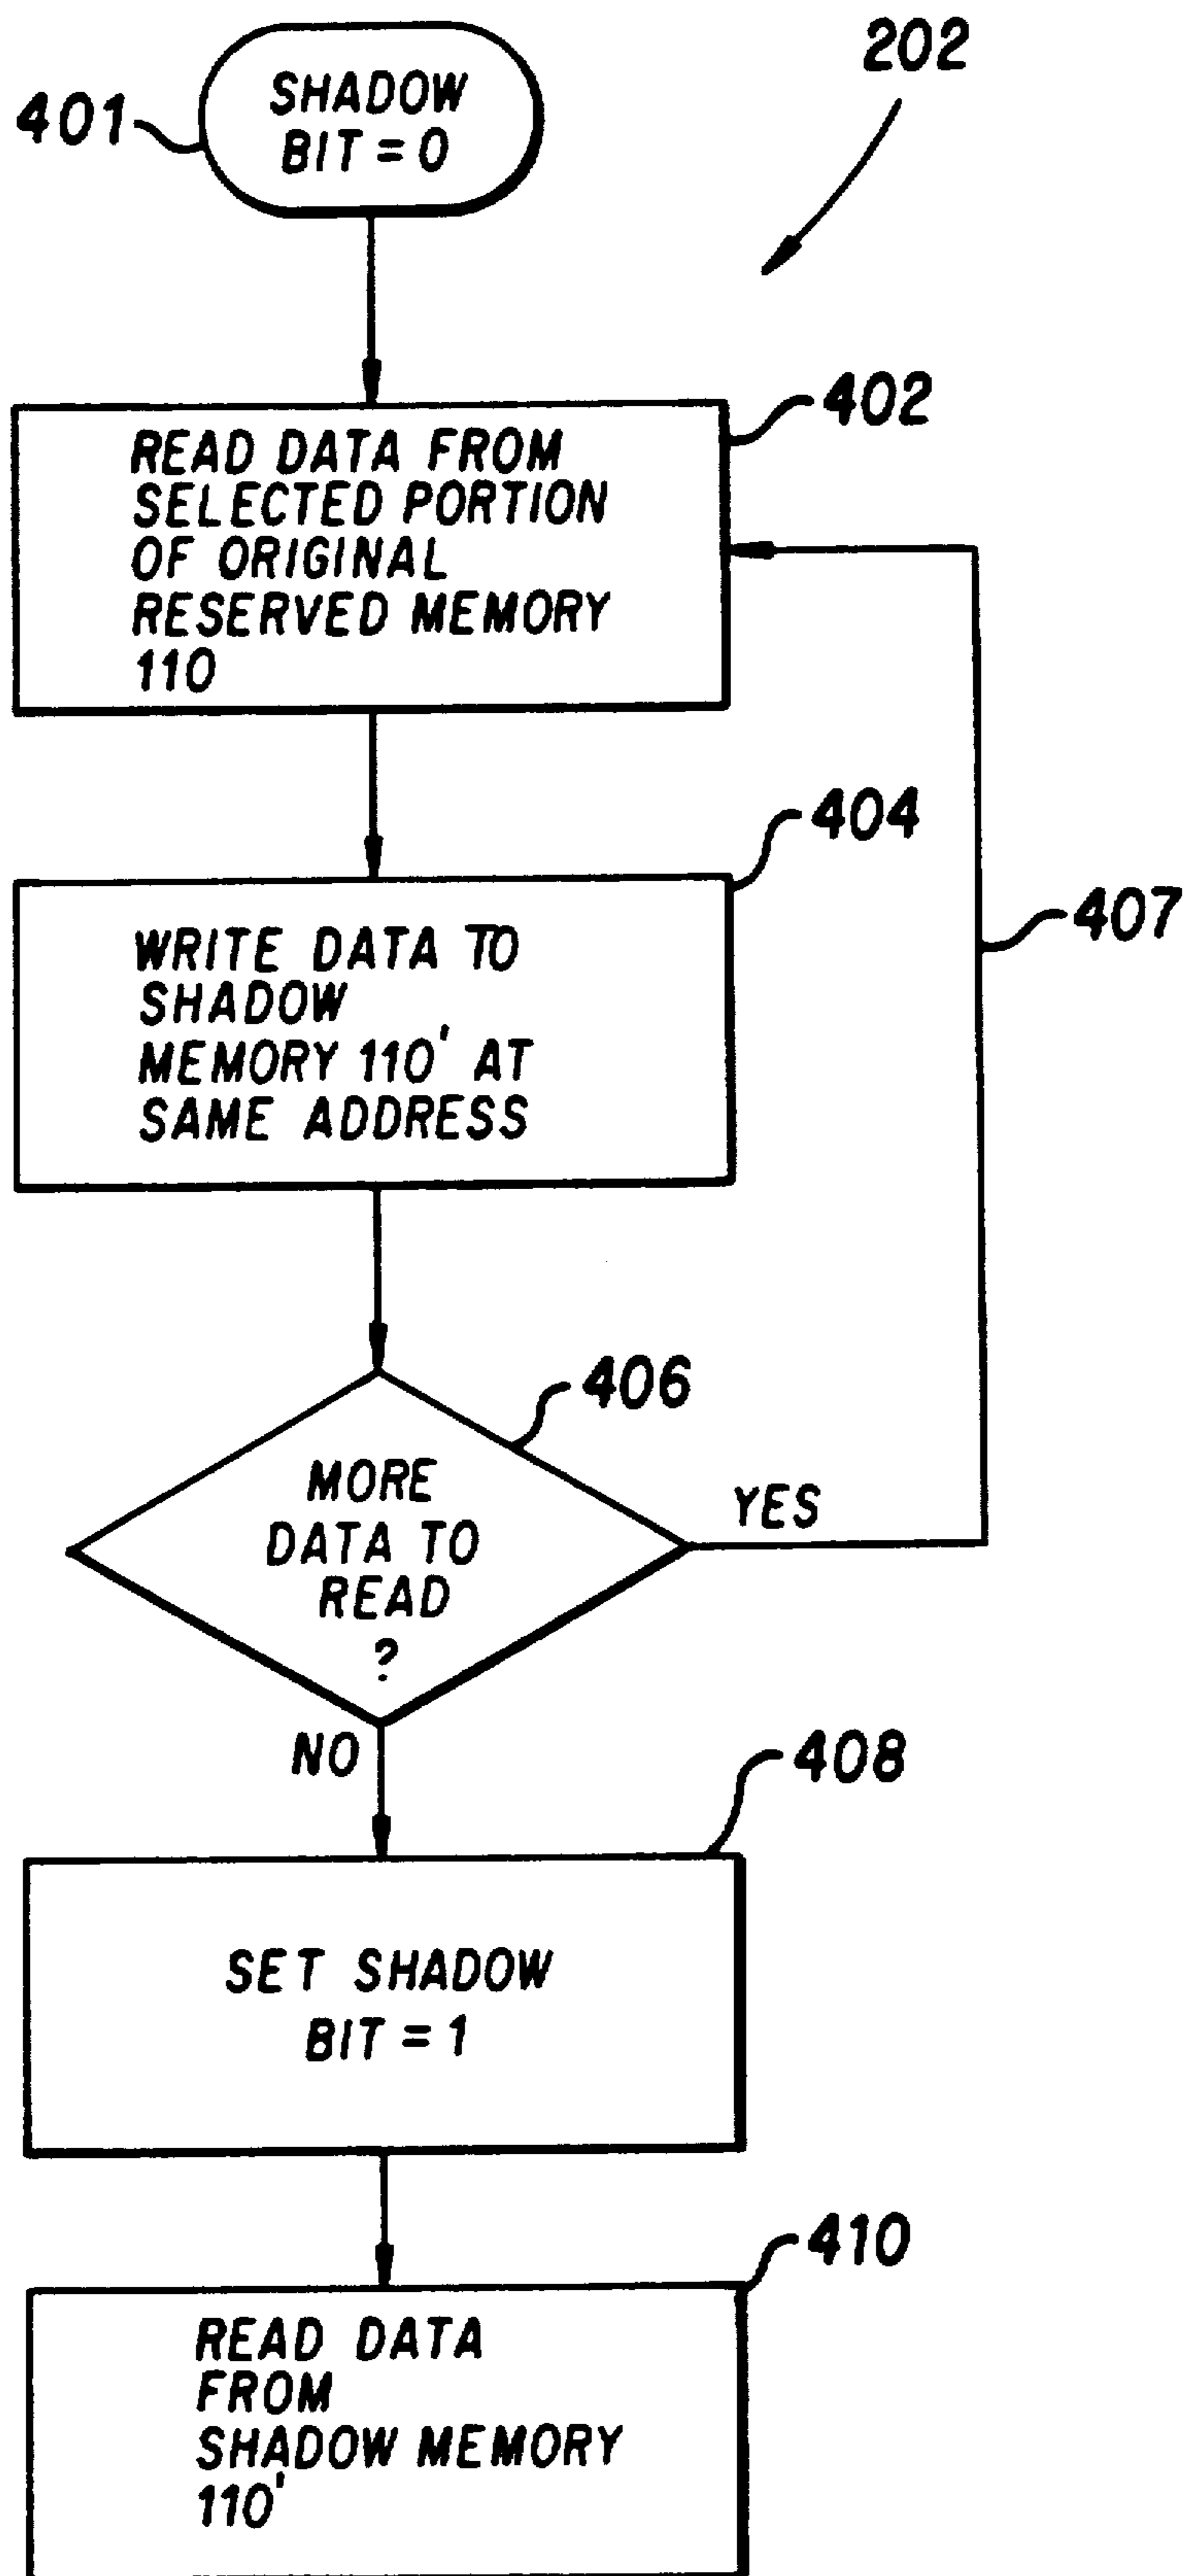 202
401
SHADOW
BIT = 0
402
READ DATA FROM
SELECTED PORTION
OF ORIGINAL
RESERVED MEMORY
110
404
WRITE DATA TO
SHADOW
MEMORY 110' AT
SAME ADDRESS
407
406
MORE
DATA TO
READ
?
YES
NO
408
SET SHADOW
BIT = 1
410
READ DATA
FROM
SHADOW MEMORY
110'